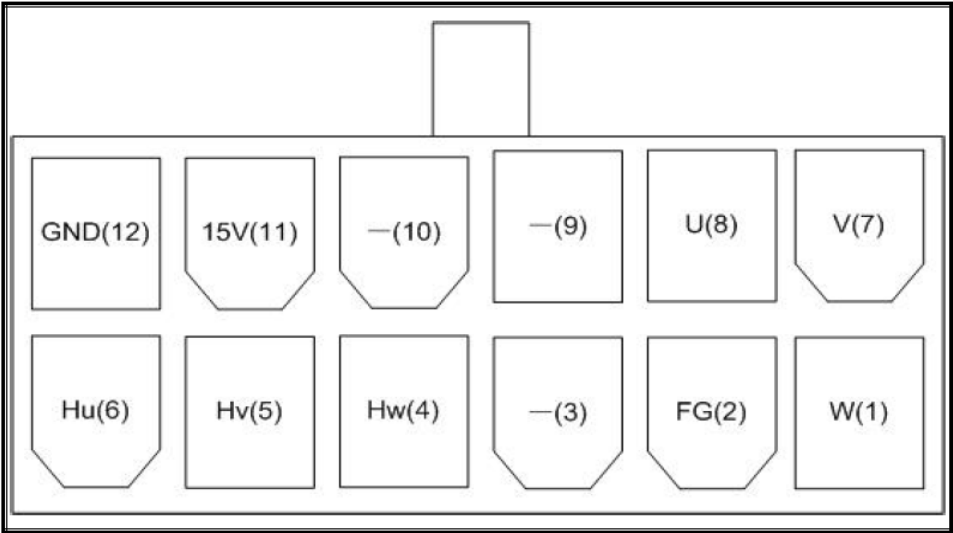 GND(12) 15V(11) —(10) —(9) U(8) V(7)
Hu(6) Hv(5) Hw(4) —(3) FG(2) W(1)